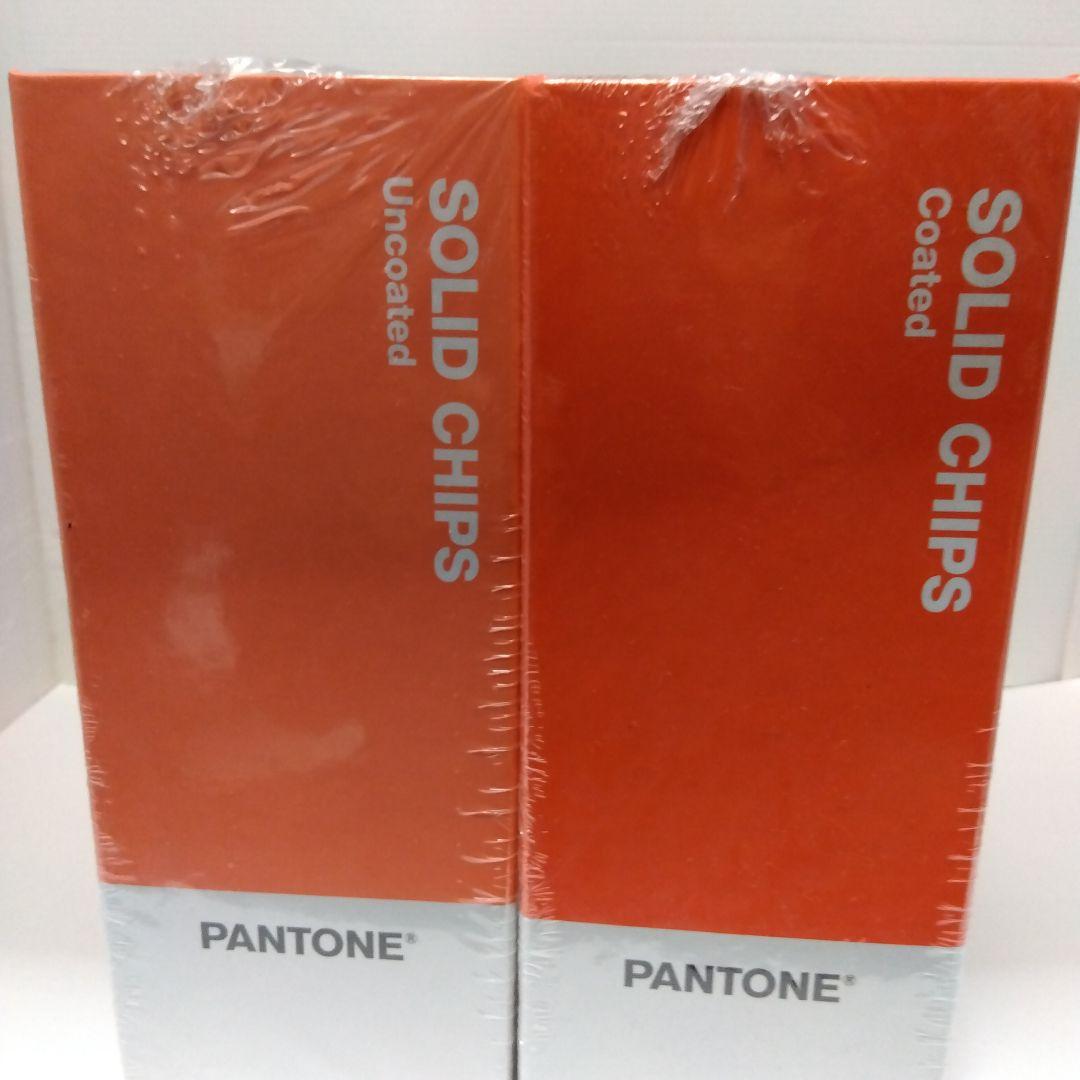 SOLID CHIPS
Uncoated
PANTONE®
SOLID CHIPS
Coated
PANTONE®